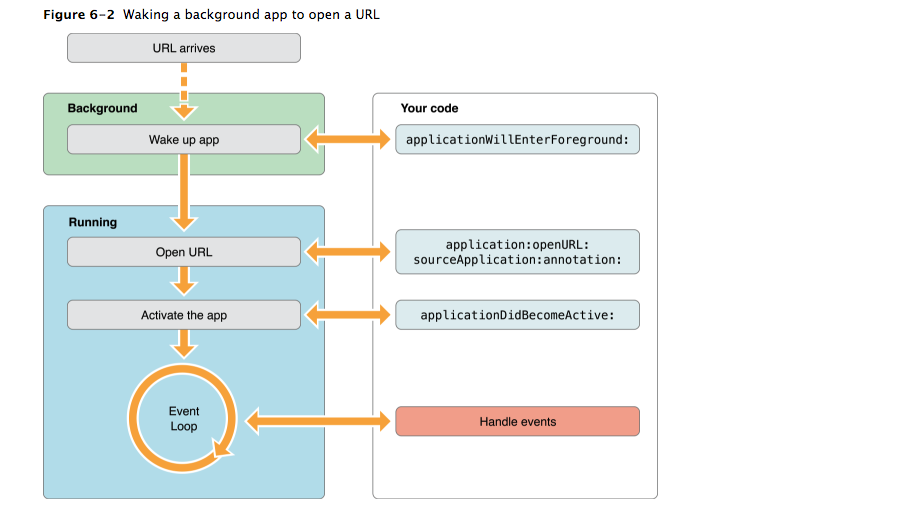 Figure 6-2 Waking a background app to open a URL
URL arrives
Background
Wake up app
Your code
applicationWillEnterForeground:
Running
Open URL
application:openURL:
sourceApplication:annotation:
Activate the app
applicationDidBecomeActive:
Event
Loop
Handle events